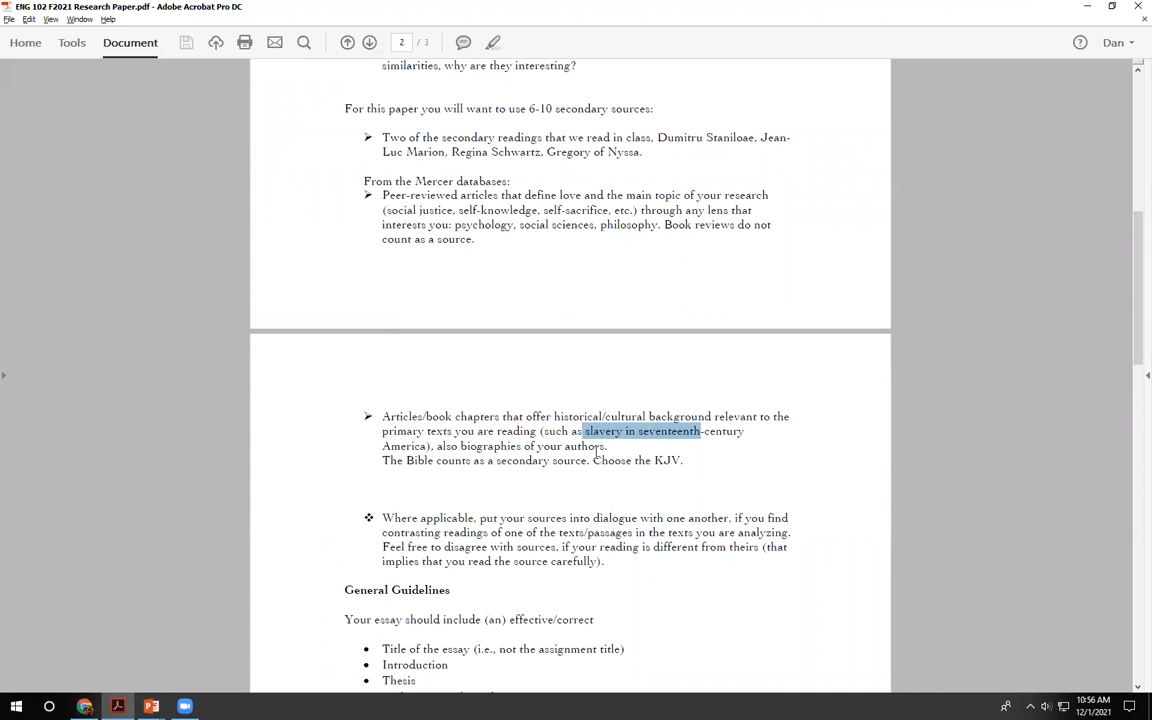 ENG 102 F2021 Research Paper.pdf - Adobe Acrobat Pro DC
File Edit View Window Help
Home Tools Document 2 / 3 Dan
similarities, why are they interesting?
For this paper you will want to use 6-10 secondary sources:
➢ Two of the secondary readings that we read in class, Dumitru Staniloae, Jean-
Luc Marion, Regina Schwartz, Gregory of Nyssa.
From the Mercer databases:
➢ Peer-reviewed articles that define love and the main topic of your research
(social justice, self-knowledge, self-sacrifice, etc.) through any lens that
interests you: psychology, social sciences, philosophy. Book reviews do not
count as a source.
➢ Articles/book chapters that offer historical/cultural background relevant to the
primary texts you are reading (such as slavery in seventeenth-century
America), also biographies of your authors.
The Bible counts as a secondary source. Choose the KJV.
❖ Where applicable, put your sources into dialogue with one another, if you find
contrasting readings of one of the texts/passages in the texts you are analyzing.
Feel free to disagree with sources, if your reading is different from theirs (that
implies that you read the source carefully).
General Guidelines
Your essay should include (an) effective/correct
• Title of the essay (i.e., not the assignment title)
• Introduction
• Thesis
10:56 AM
12/1/2021